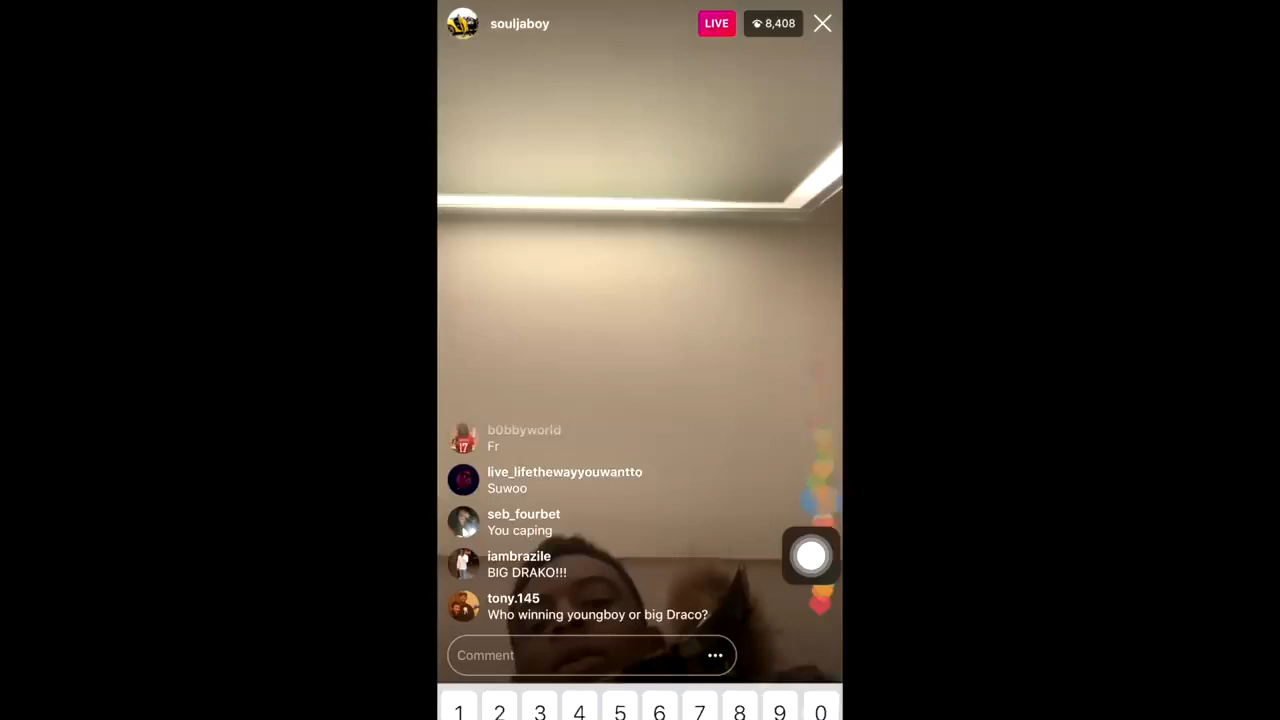 souljaboy
LIVE
8,408
b0bbyworld
17
Fr
live_lifethewayyouwantto
Suwoo
seb_fourbet
You caping
iambrazile
BIG DRAKO!!!
tony.145
Who winning youngboy or big Draco?
Comment
1 2 3 4 5 6 7 8 9 0